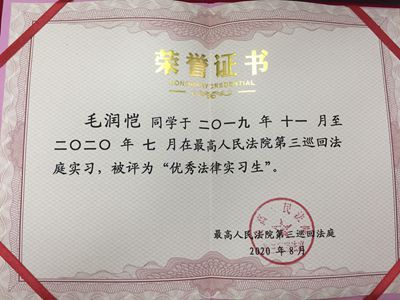 荣誉证书
HONORARY CREDENTIAL
毛润恺 同学于 二〇一九 年 十一 月至
二〇二〇 年 七 月在最高人民法院第三巡回法
庭实习，被评为“优秀法律实习生”。
最高人民法院第三巡回法庭
2020 年 8 月